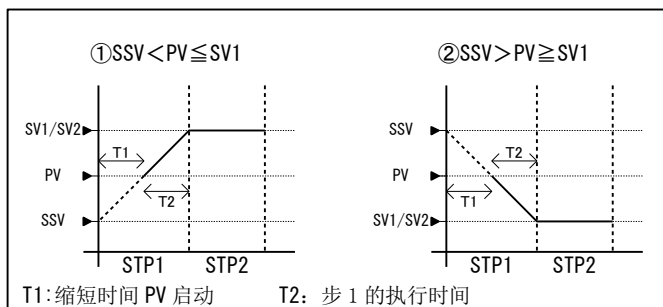 ①SSV＜PV≦SV1
SV1/SV2
T1
PV
T2
SSV
STP1 STP2
②SSV＞PV≧SV1
SSV
T2
PV
T1
SV1/SV2
STP1 STP2
T1:缩短时间 PV 启动 T2：步 1 的执行时间